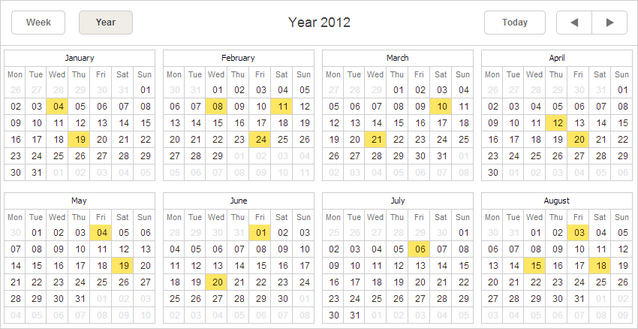 Week Year Year 2012 Today
January
Mon Tue Wed Thu Fri Sat Sun
26 27 28 29 30 31 01
02 03 04 05 06 07 08
09 10 11 12 13 14 15
16 17 18 19 20 21 22
23 24 25 26 27 28 29
30 31 01 02 03 04 05
February
Mon Tue Wed Thu Fri Sat Sun
30 31 01 02 03 04 05
06 07 08 09 10 11 12
13 14 15 16 17 18 19
20 21 22 23 24 25 26
27 28 29 01 02 03 04
05 06 07 08 09 10 11
March
Mon Tue Wed Thu Fri Sat Sun
27 28 29 01 02 03 04
05 06 07 08 09 10 11
12 13 14 15 16 17 18
19 20 21 22 23 24 25
26 27 28 29 30 31 01
02 03 04 05 06 07 08
April
Mon Tue Wed Thu Fri Sat Sun
26 27 28 29 30 31 01
02 03 04 05 06 07 08
09 10 11 12 13 14 15
16 17 18 19 20 21 22
23 24 25 26 27 28 29
30 01 02 03 04 05 06
May
Mon Tue Wed Thu Fri Sat Sun
30 01 02 03 04 05 06
07 08 09 10 11 12 13
14 15 16 17 18 19 20
21 22 23 24 25 26 27
28 29 30 31 01 02 03
04 05 06 07 08 09 10
June
Mon Tue Wed Thu Fri Sat Sun
28 29 30 31 01 02 03
04 05 06 07 08 09 10
11 12 13 14 15 16 17
18 19 20 21 22 23 24
25 26 27 28 29 30 01
02 03 04 05 06 07 08
July
Mon Tue Wed Thu Fri Sat Sun
25 26 27 28 29 30 01
02 03 04 05 06 07 08
09 10 11 12 13 14 15
16 17 18 19 20 21 22
23 24 25 26 27 28 29
30 31 01 02 03 04 05
August
Mon Tue Wed Thu Fri Sat Sun
30 31 01 02 03 04 05
06 07 08 09 10 11 12
13 14 15 16 17 18 19
20 21 22 23 24 25 26
27 28 29 30 31 01 02
03 04 05 06 07 08 09